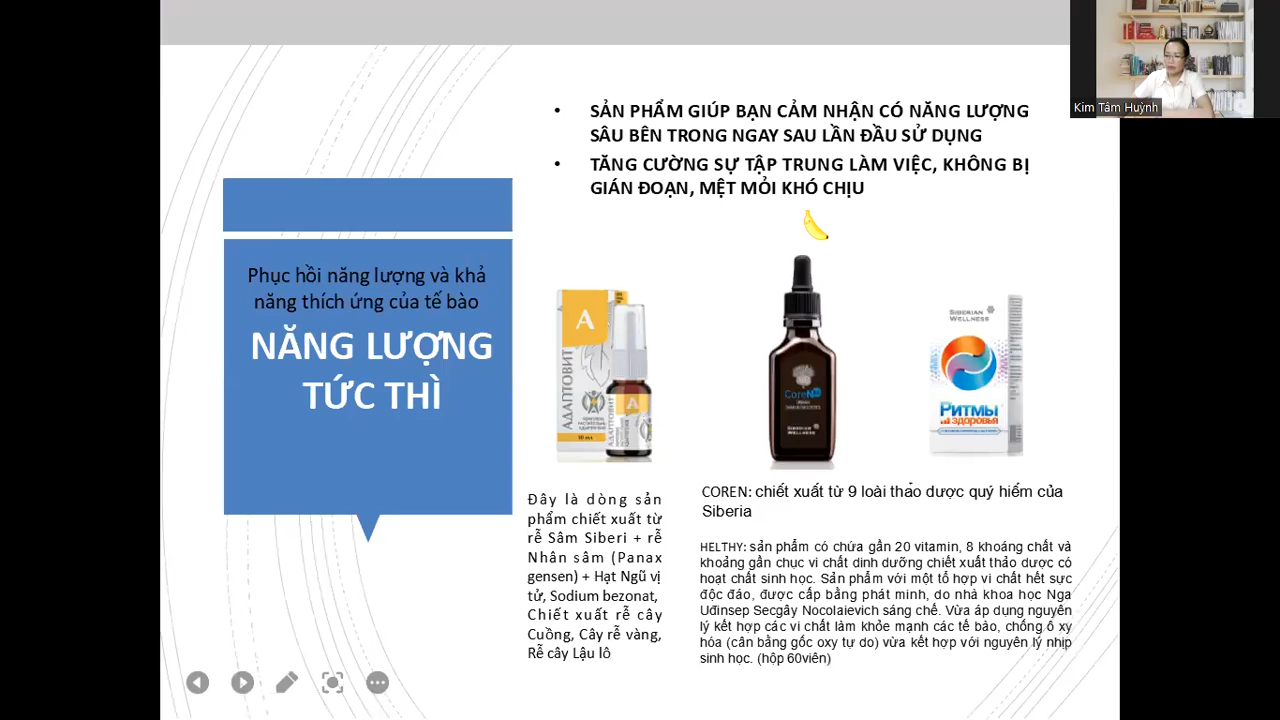 Kim Tâm Huỳnh
• SẢN PHẨM GIÚP BẠN CẢM NHẬN CÓ NĂNG LƯỢNG
SÂU BÊN TRONG NGAY SAU LẦN ĐẦU SỬ DỤNG
• TĂNG CƯỜNG SỰ TẬP TRUNG LÀM VIỆC, KHÔNG BỊ
GIÁN ĐOẠN, MỆT MỎI KHÓ CHỊU
Phục hồi năng lượng và khả
năng thích ứng của tế bào
NĂNG LƯỢNG
TỨC THÌ
A
АДАПТОВИТ
10 мл
A
АДАПТОВИТ
CoreN
SIBERIAN
WELLNESS
SIBERIAN
WELLNESS
РИТМЫ
здоровья
Đây là dòng sản
phẩm chiết xuất từ
rễ Sâm Siberi + rễ
Nhân sâm (Panax
gensen) + Hạt Ngũ vị
tử, Sodium bezonat,
Chiết xuất rễ cây
Cuồng, Cây rễ vàng,
Rễ cây Lậu lô
COREN: chiết xuất từ 9 loài thảo dược quý hiếm của
Siberia
HELTHY: sản phẩm có chứa gần 20 vitamin, 8 khoáng chất và
khoảng gần chục vi chất dinh dưỡng chiết xuất thảo dược có
hoạt chất sinh học. Sản phẩm với một tổ hợp vi chất hết sức
độc đáo, được cấp bằng phát minh, do nhà khoa học Nga
Uđinsep Secgây Nocolaievich sáng chế. Vừa áp dụng nguyên
lý kết hợp các vi chất làm khỏe mạnh các tế bào, chống ô xy
hóa (cân bằng gốc oxy tự do) vừa kết hợp với nguyên lý nhịp
sinh học. (hộp 60viên)